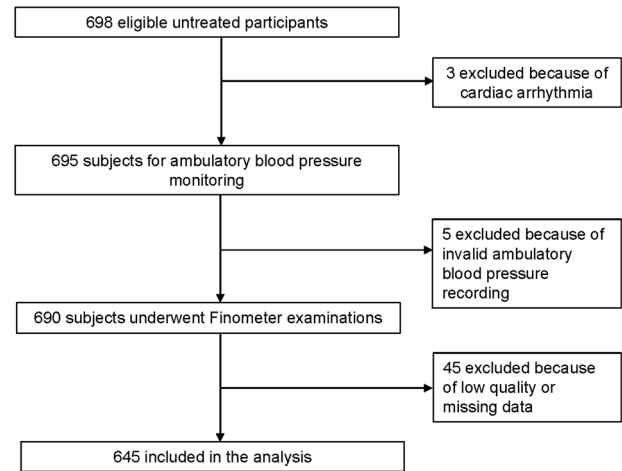 698 eligible untreated participants
3 excluded because of
cardiac arrhythmia
695 subjects for ambulatory blood pressure
monitoring
5 excluded because of
invalid ambulatory
blood pressure
recording
690 subjects underwent Finometer examinations
45 excluded because
of low quality or
missing data
645 included in the analysis